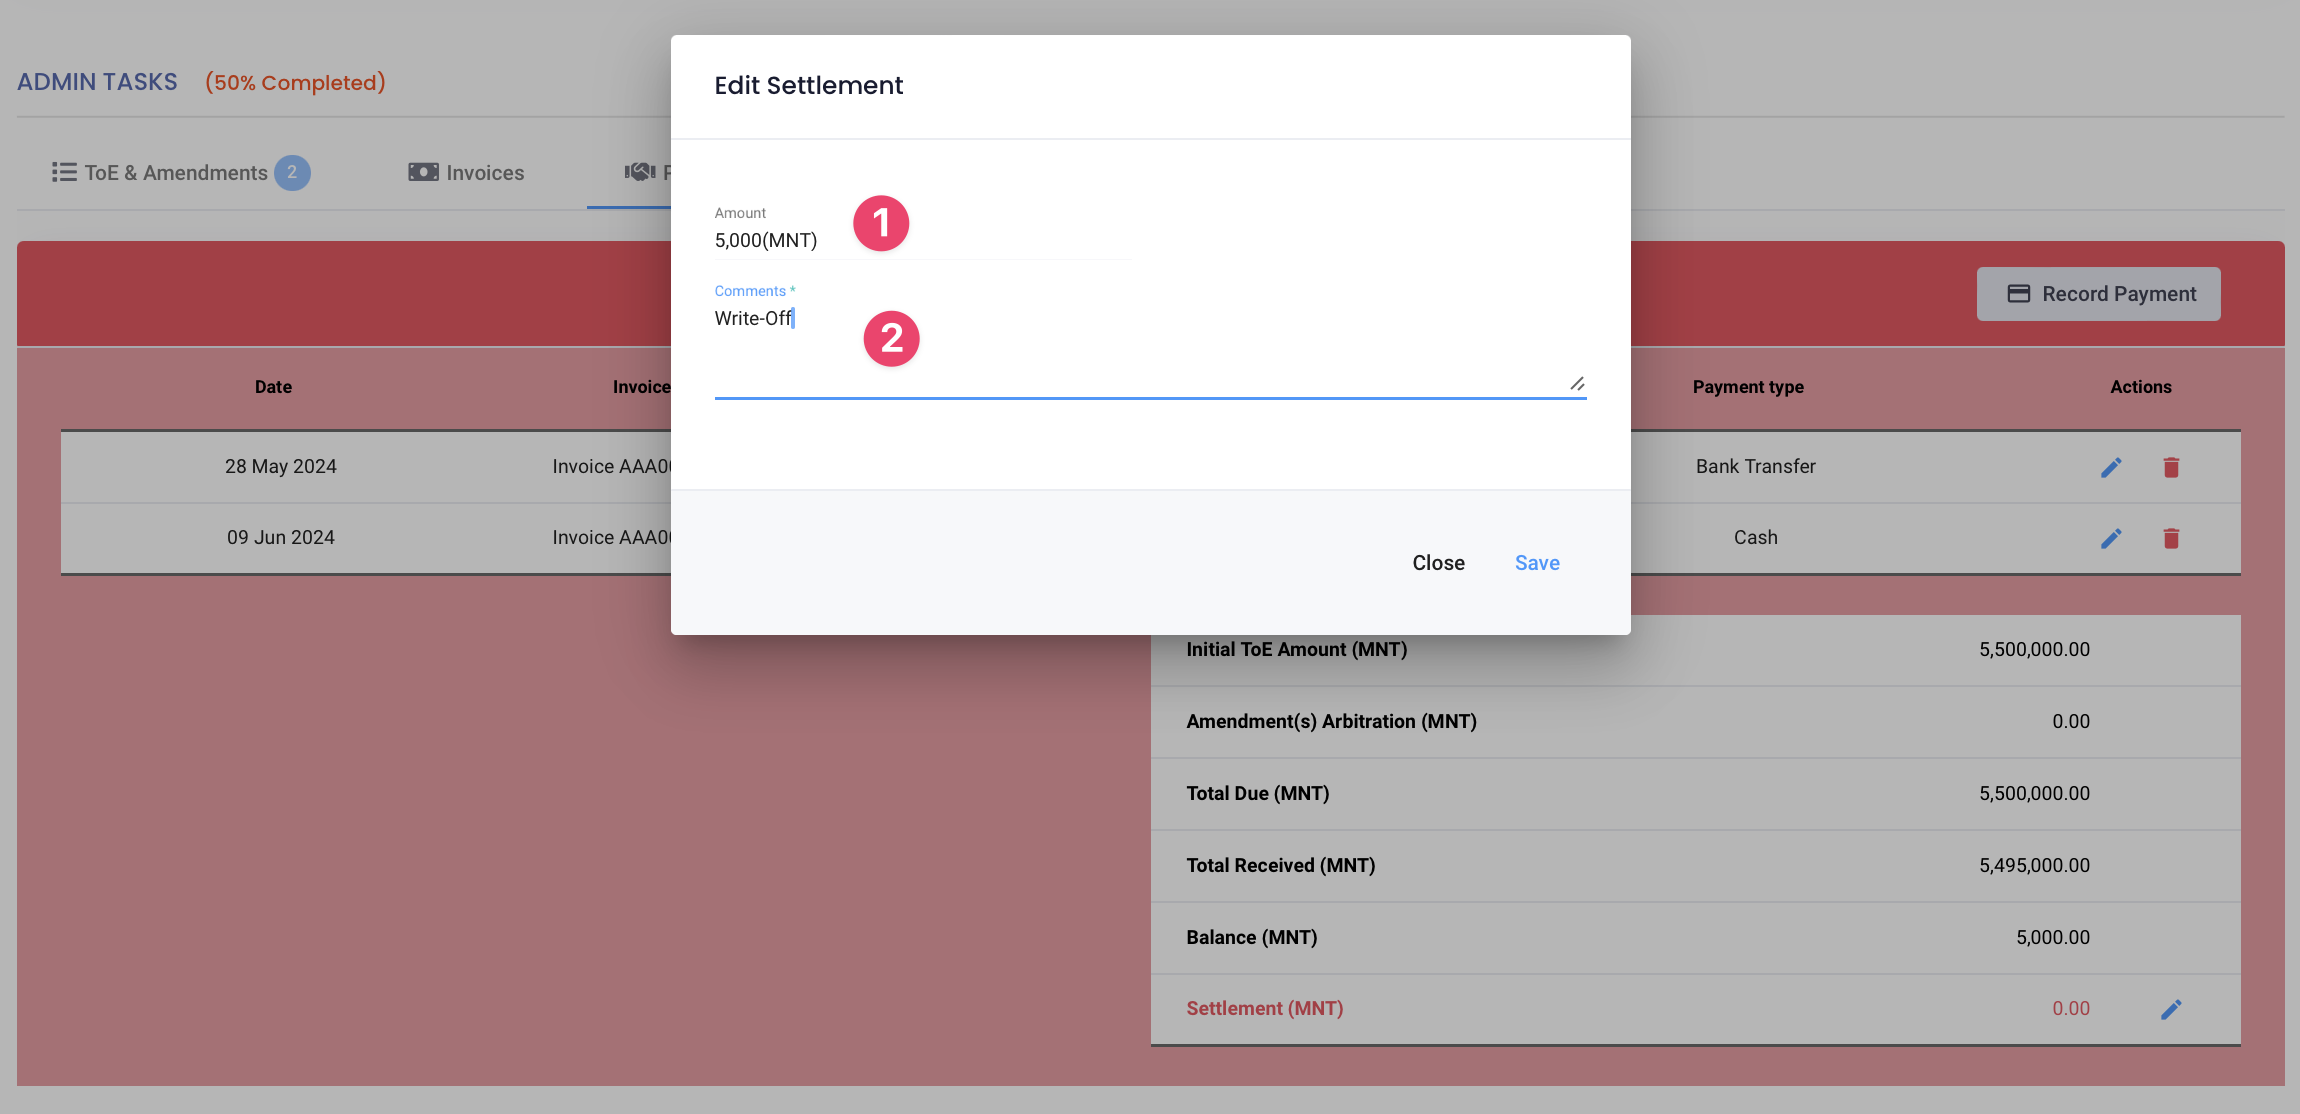 ADMIN TASKS (50% Completed)
Edit Settlement
ToE & Amendments 2 Invoices
Amount
5,000(MNT)
1
Comments *
Write-Off
2
Record Payment
Date Invoice Payment type Actions
28 May 2024 Invoice Bank Transfer
09 Jun 2024 Invoice Cash
Close Save
Initial ToE Amount (MNT) 5,500,000.00
Amendment(s) Arbitration (MNT) 0.00
Total Due (MNT) 5,500,000.00
Total Received (MNT) 5,495,000.00
Balance (MNT) 5,000.00
Settlement (MNT) 0.00